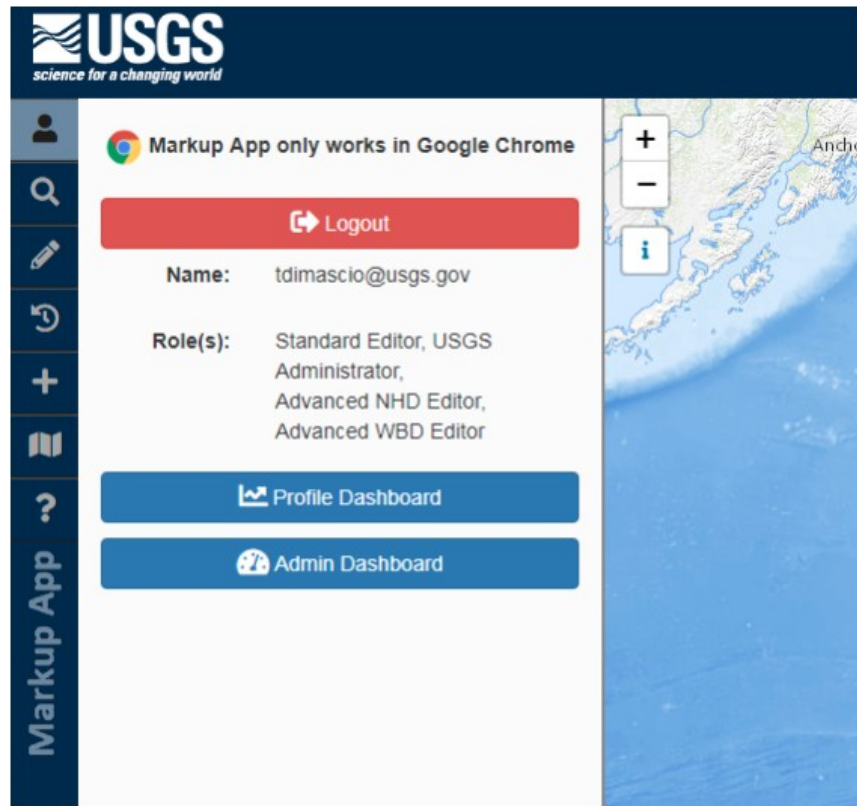 USGS
science for a changing world
Markup App only works in Google Chrome
Logout
Name: tdimascio@usgs.gov
Role(s): Standard Editor, USGS
Administrator,
Advanced NHD Editor,
Advanced WBD Editor
Profile Dashboard
Admin Dashboard
Markup App
+
−
i
?